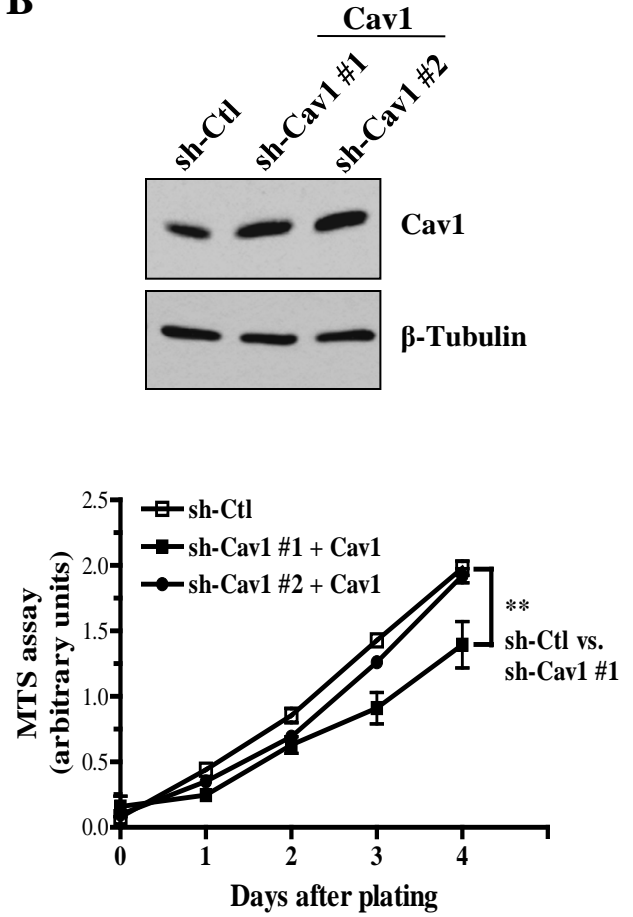 B
Cav1
sh-Ctl
sh-Cav1 #1
sh-Cav1 #2
Cav1
β-Tubulin
2.5
2.0
1.5
1.0
0.5
0.0
MTS assay
(arbitrary units)
sh-Ctl
sh-Cav1 #1 + Cav1
sh-Cav1 #2 + Cav1
**
sh-Ctl vs.
sh-Cav1 #1
0 1 2 3 4
Days after plating